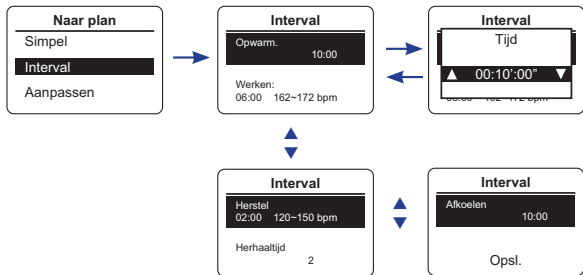 Naar plan
Simpel
Interval
Aanpassen
Interval
Opwarm.
10:00
Werken:
06:00 162~172 bpm
Interval
Tijd
▲ 00:10':00" ▼
Interval
Herstel
02:00 120~150 bpm
Herhaaltijd
2
Interval
Afkoelen
10:00
Opsl.